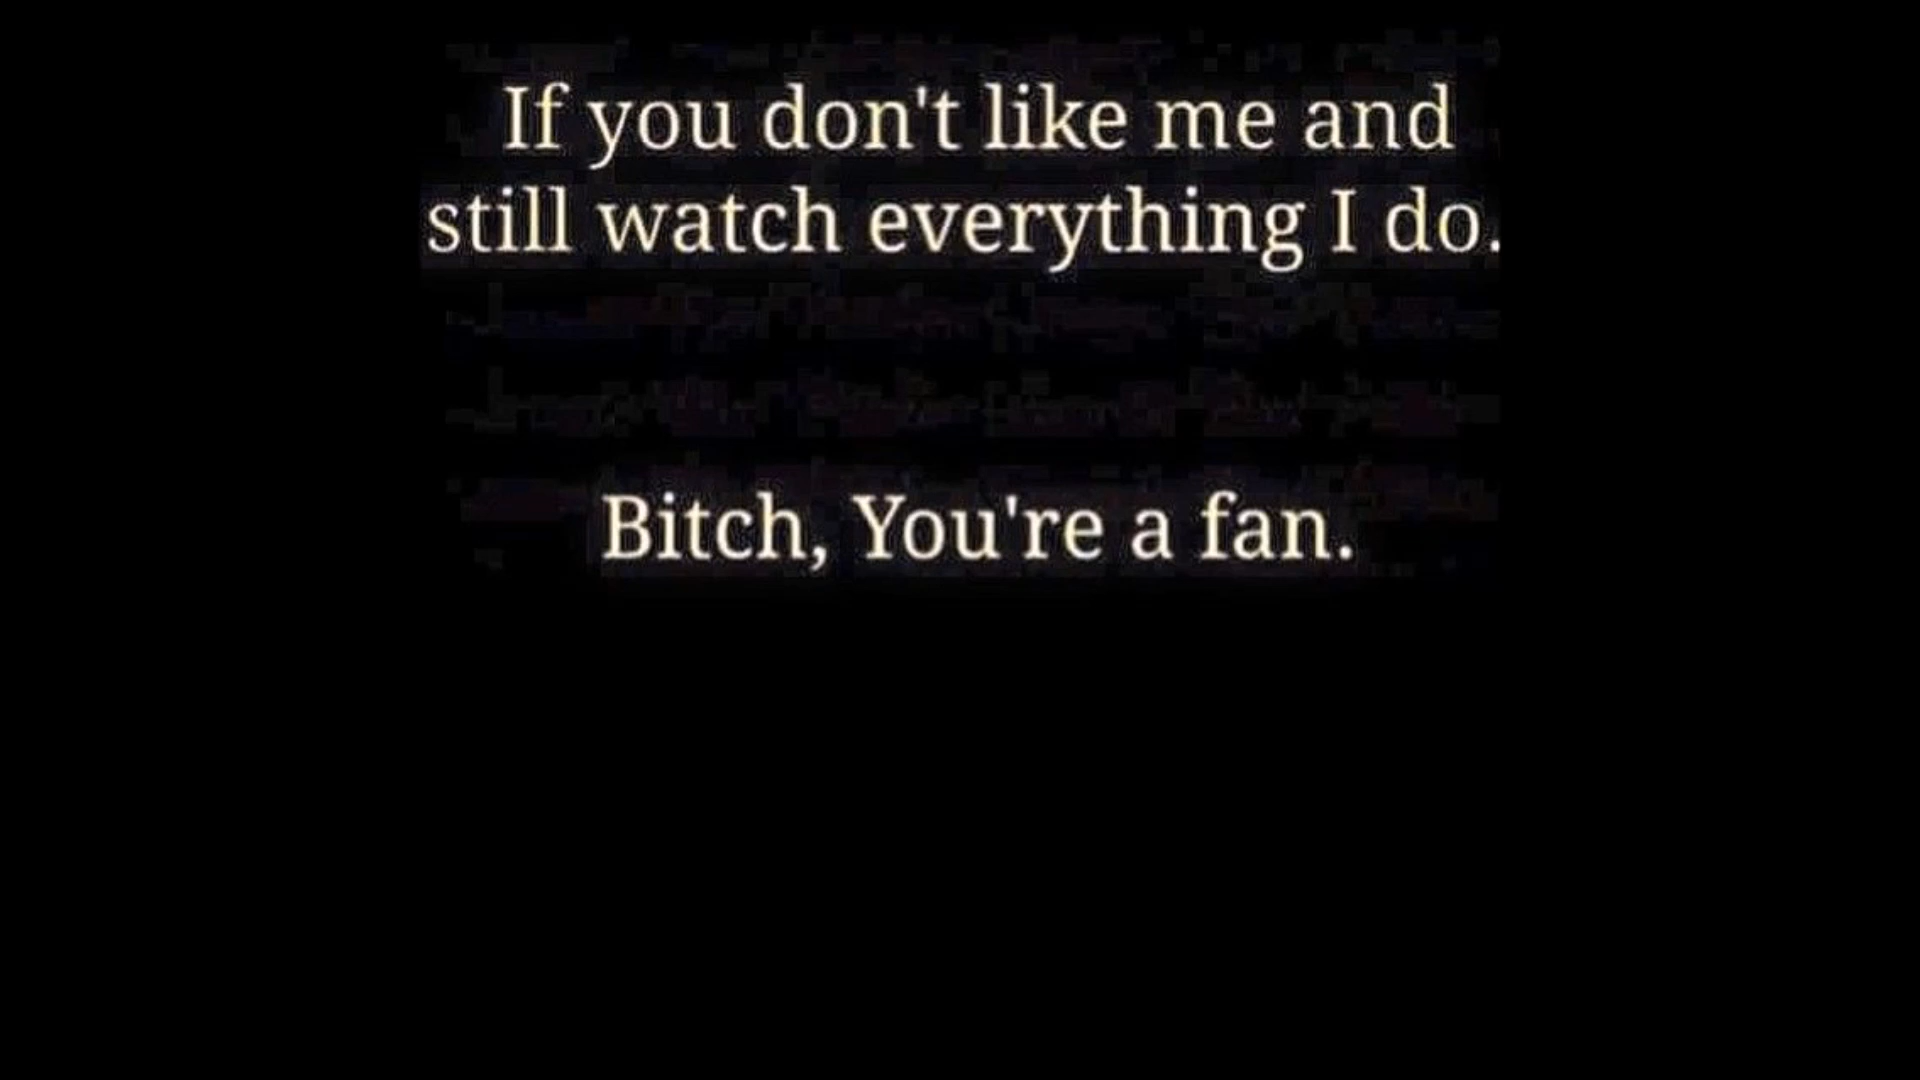 If you don't like me and
still watch everything I do.
Bitch, You're a fan.